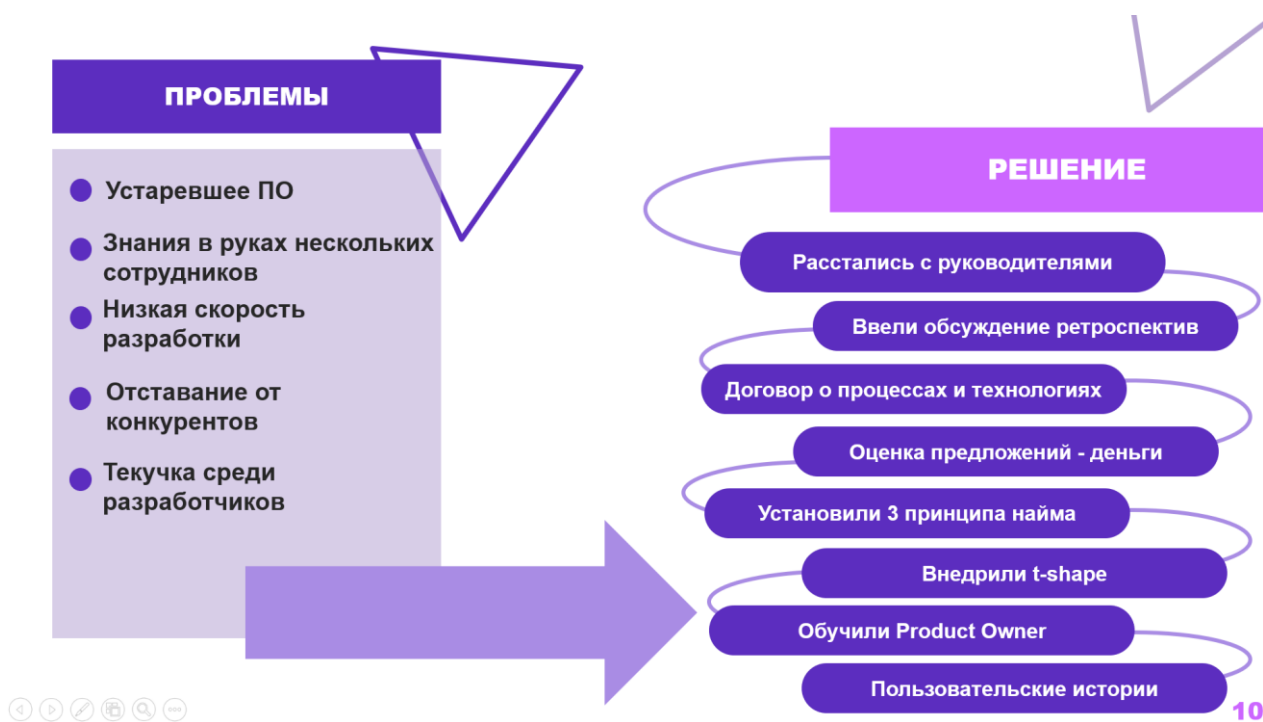 ПРОБЛЕМЫ
Устаревшее ПО
Знания в руках нескольких
сотрудников
Низкая скорость
разработки
Отставание от
конкурентов
Текучка среди
разработчиков
РЕШЕНИЕ
Расстались с руководителями
Ввели обсуждение ретроспектив
Договор о процессах и технологиях
Оценка предложений - деньги
Установили 3 принципа найма
Внедрили t-shape
Обучили Product Owner
Пользовательские истории
10